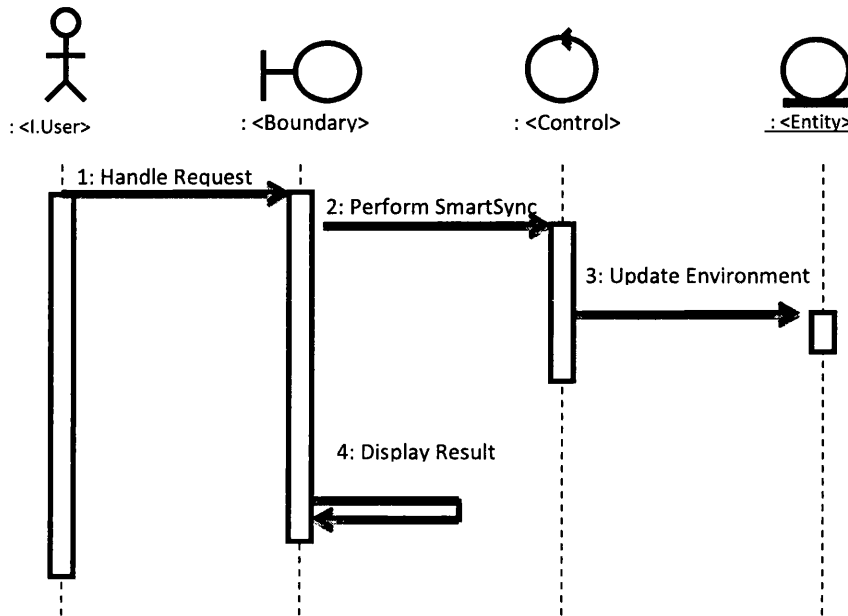 : <I.User>
: <Boundary>
: <Control>
: <Entity>
1: Handle Request
2: Perform SmartSync
3: Update Environment
4: Display Result